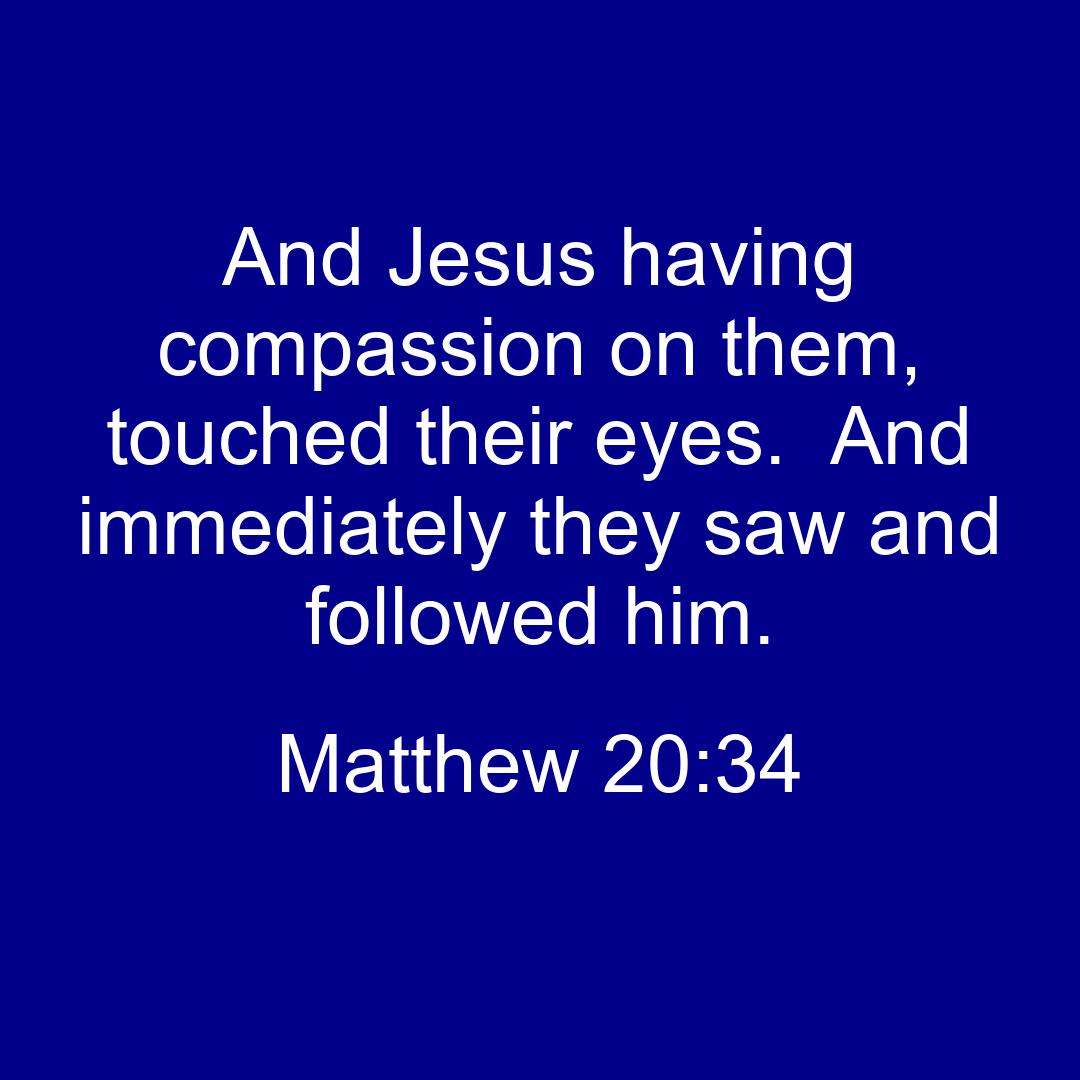 And Jesus having
compassion on them,
touched their eyes.  And
immediately they saw and
followed him.
Matthew 20:34